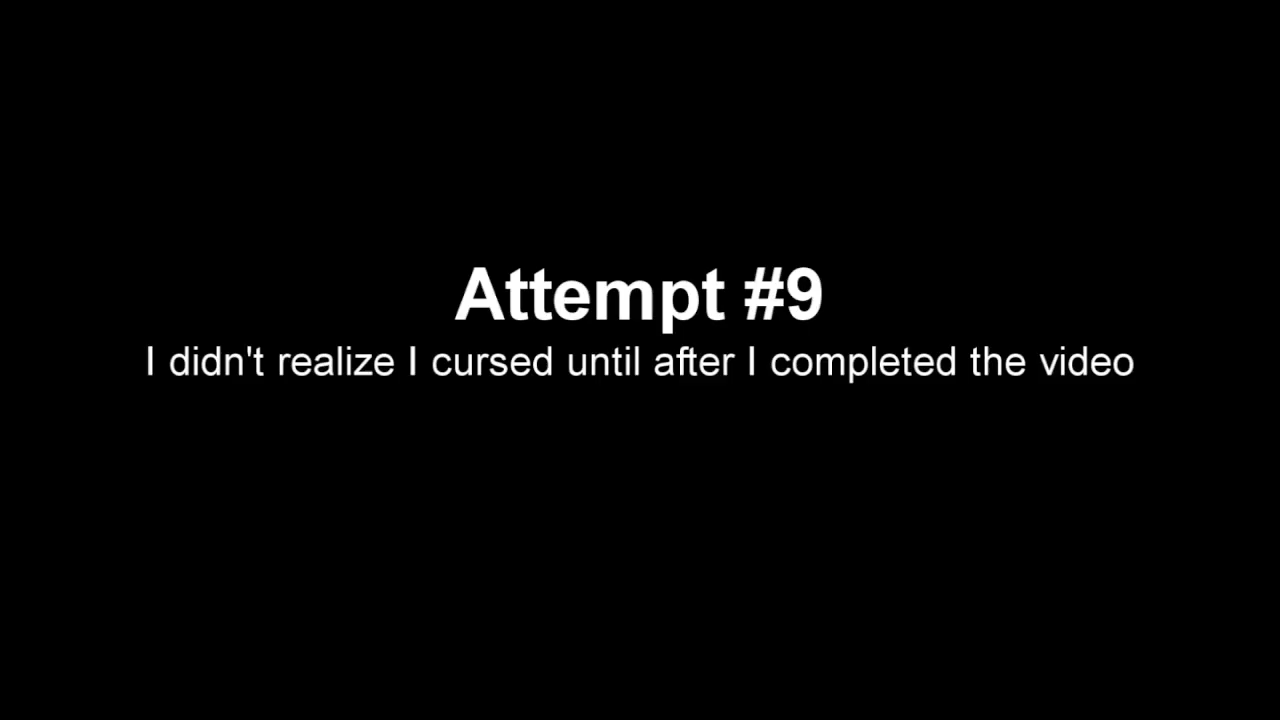 Attempt #9
I didn't realize I cursed until after I completed the video